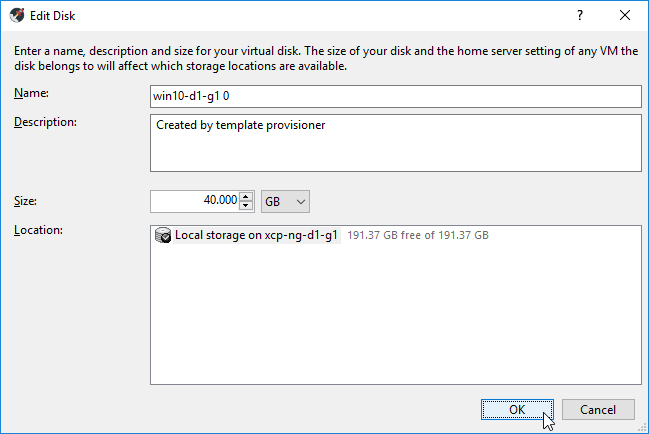 Edit Disk
?
Enter a name, description and size for your virtual disk. The size of your disk and the home server setting of any VM the
disk belongs to will affect which storage locations are available.
Name:
win10-d1-g1 0
Description:
Created by template provisioner
Size:
40.000
GB
Location:
Local storage on xcp-ng-d1-g1 191.37 GB free of 191.37 GB
OK
Cancel